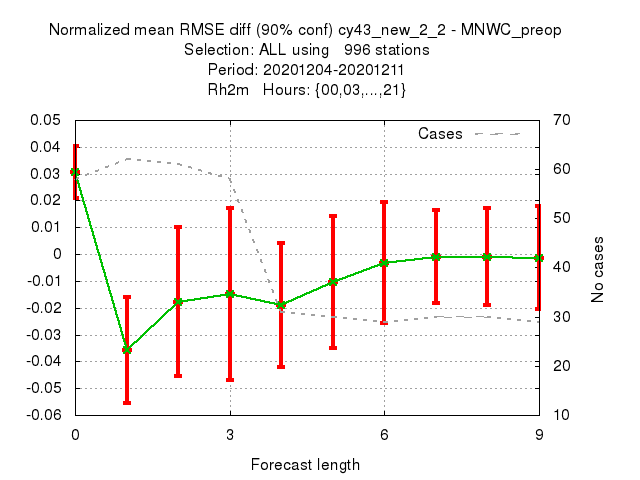 Normalized mean RMSE diff (90% conf) cy43_new_2_2 - MNWC_preop
Selection: ALL using   996 stations
Period: 20201204-20201211
Rh2m   Hours: {00,03,...,21}
Cases
0.05
0.04
0.03
0.02
0.01
0
-0.01
-0.02
-0.03
-0.04
-0.05
-0.06
70
60
50
40
30
20
10
No cases
0 3 6 9
Forecast length